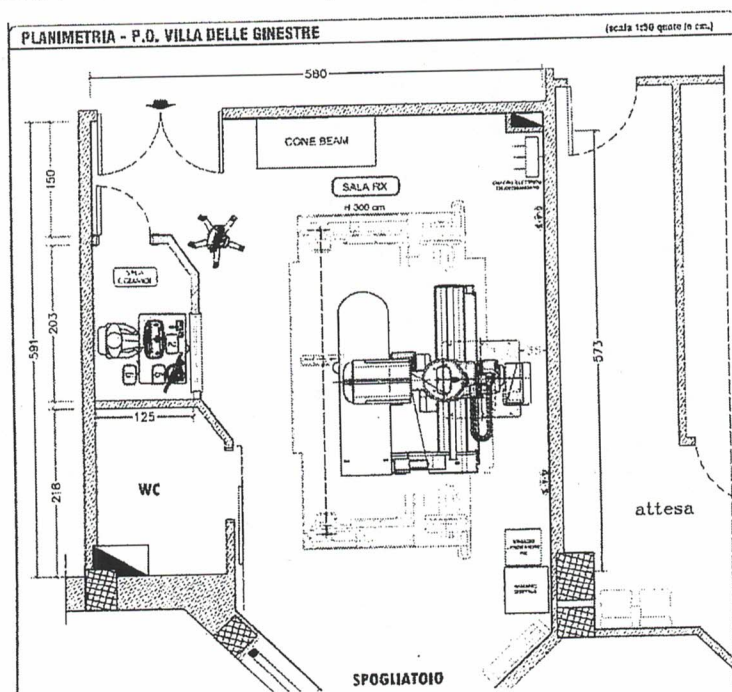 PLANIMETRIA - P.O. VILLA DELLE GINESTRE
(scala 1:50 quote in cm.)
580
CONE BEAM
SALA RX
H 300 cm
150
203
591
573
125
WC
218
attesa
SPOGLIATOIO